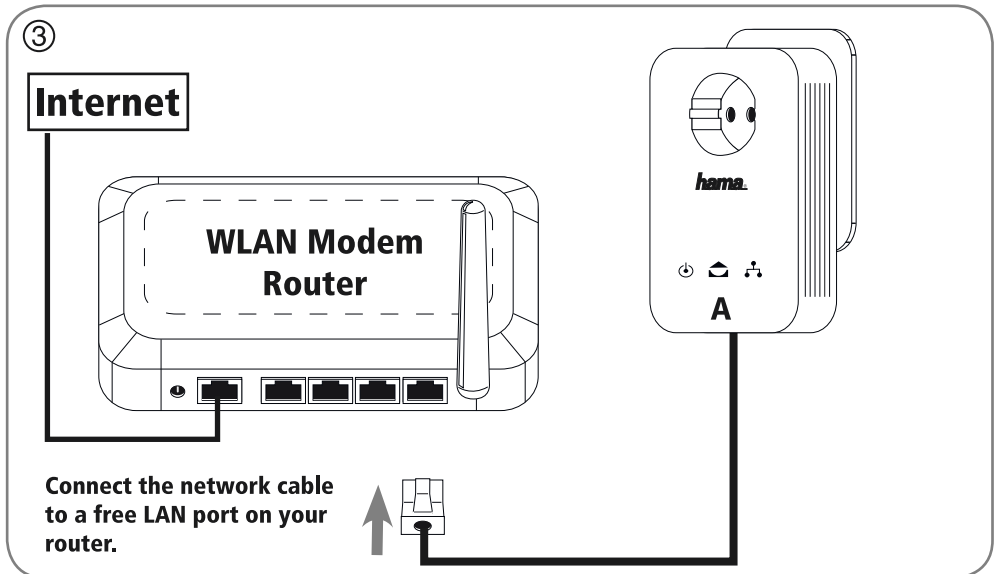 ③
Internet
WLAN Modem
Router
hama®
A
Connect the network cable
to a free LAN port on your
router.